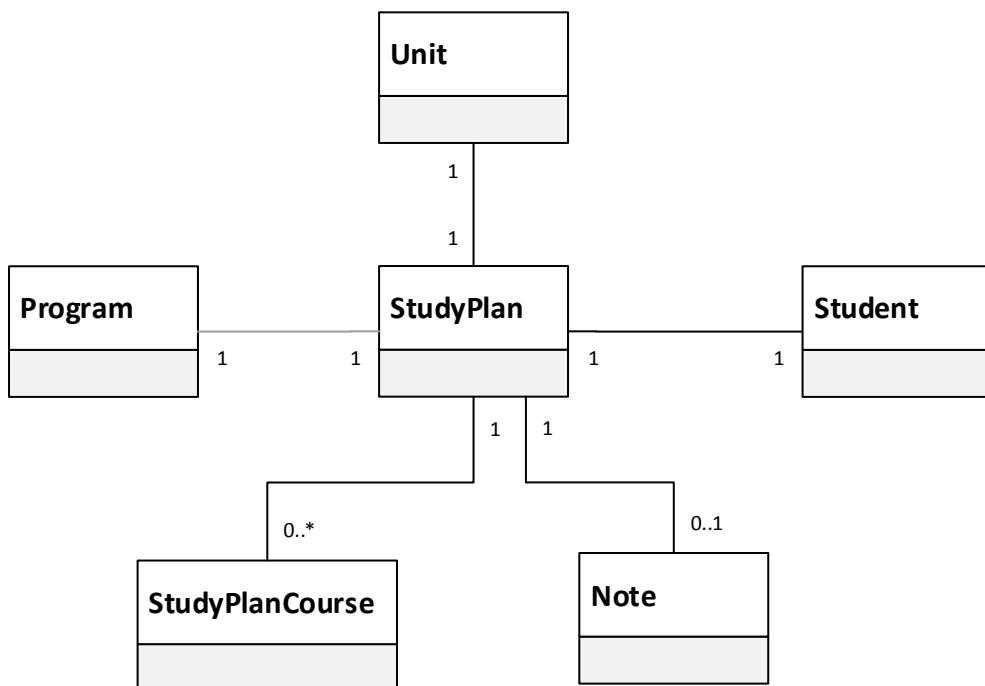 Unit
1
1
Program
StudyPlan
Student
1
1
1
1
1
1
0..*
0..1
StudyPlanCourse
Note